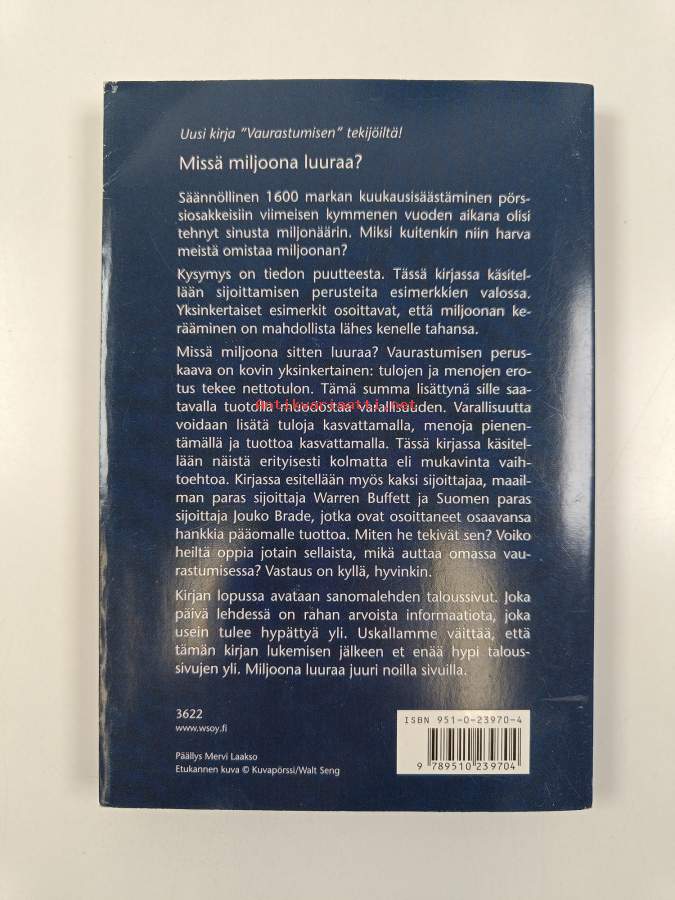 Uusi kirja "Vaurastumisen" tekijöiltä!
Missä miljoona luuraa?
Säännöllinen 1600 markan kuukausisäästäminen pörs-
siosakkeisiin viimeisen kymmenen vuoden aikana olisi
tehnyt sinusta miljonäärin. Miksi kuitenkin niin harva
meistä omistaa miljoonan?
Kysymys on tiedon puutteesta. Tässä kirjassa käsitel-
lään sijoittamisen perusteita esimerkkien valossa.
Yksinkertaiset esimerkit osoittavat, että miljoonan ke-
rääminen on mahdollista lähes kenelle tahansa.
Missä miljoona sitten luuraa? Vaurastumisen perus-
kaava on kovin yksinkertainen: tulojen ja menojen ero-
tus tekee nettotulon. Tämä summa lisättynä sille saa-
tavalla tuotolla muodostaa varallisuuden. Varallisuutta
Antikvariaatti.net
voidaan lisätä tuloja kasvattamalla, menoja pienen-
tämällä ja tuottoa kasvattamalla. Tässä kirjassa käsitel-
lään näistä erityisesti kolmatta eli mukavinta vaih-
toehtoa. Kirjassa esitellään myös kaksi sijoittajaa, maail-
man paras sijoittaja Warren Buffett ja Suomen paras
sijoittaja Jouko Brade, jotka ovat osoittaneet osaavansa
hankkia pääomalle tuottoa. Miten he tekivät sen? Voiko
heiltä oppia jotain sellaista, mikä auttaa omassa vau-
rastumisessa? Vastaus on kyllä, hyvinkin.
Kirjan lopussa avataan sanomalehden taloussivut. Joka
päivä lehdessä on rahan arvoista informaatiota, joka
usein tulee hypättyä yli. Uskallamme väittää, että
tämän kirjan lukemisen jälkeen et enää hypi talous-
sivujen yli. Miljoona luuraa juuri noilla sivuilla.
3622
www.wsoy.fi
Päällys Mervi Laakso
Etukannen kuva © Kuvapörssi/Walt Seng
ISBN 951-0-23970-4
9 789510 239704